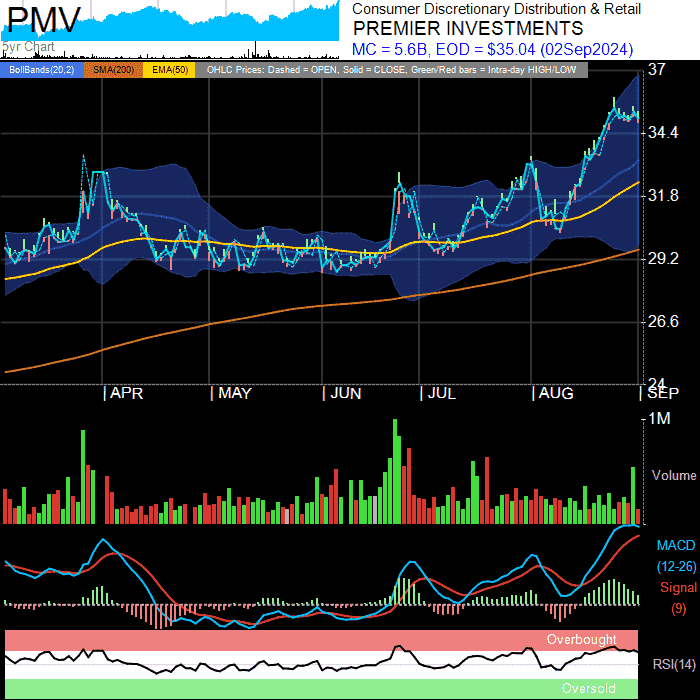 PMV
5yr Chart
Consumer Discretionary Distribution & Retail
PREMIER INVESTMENTS
MC = 5.6B, EOD = $35.04 (02Sep2024)
BollBands(20,2) SMA(200) EMA(50) OHLC Prices: Dashed = OPEN, Solid = CLOSE, Green/Red bars = Intra-day HIGH/LOW
37
34.4
31.8
29.2
26.6
24
APR MAY JUN JUL AUG SEP
1M
Volume
MACD
(12-26)
Signal
(9)
Overbought
RSI(14)
Oversold